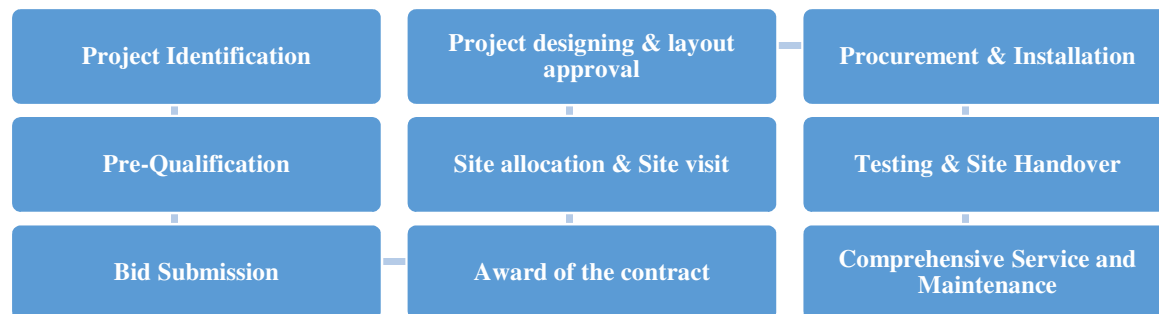 Project Identification
Pre-Qualification
Bid Submission
Award of the contract
Site allocation & Site visit
Project designing & layout
approval
Procurement & Installation
Testing & Site Handover
Comprehensive Service and
Maintenance